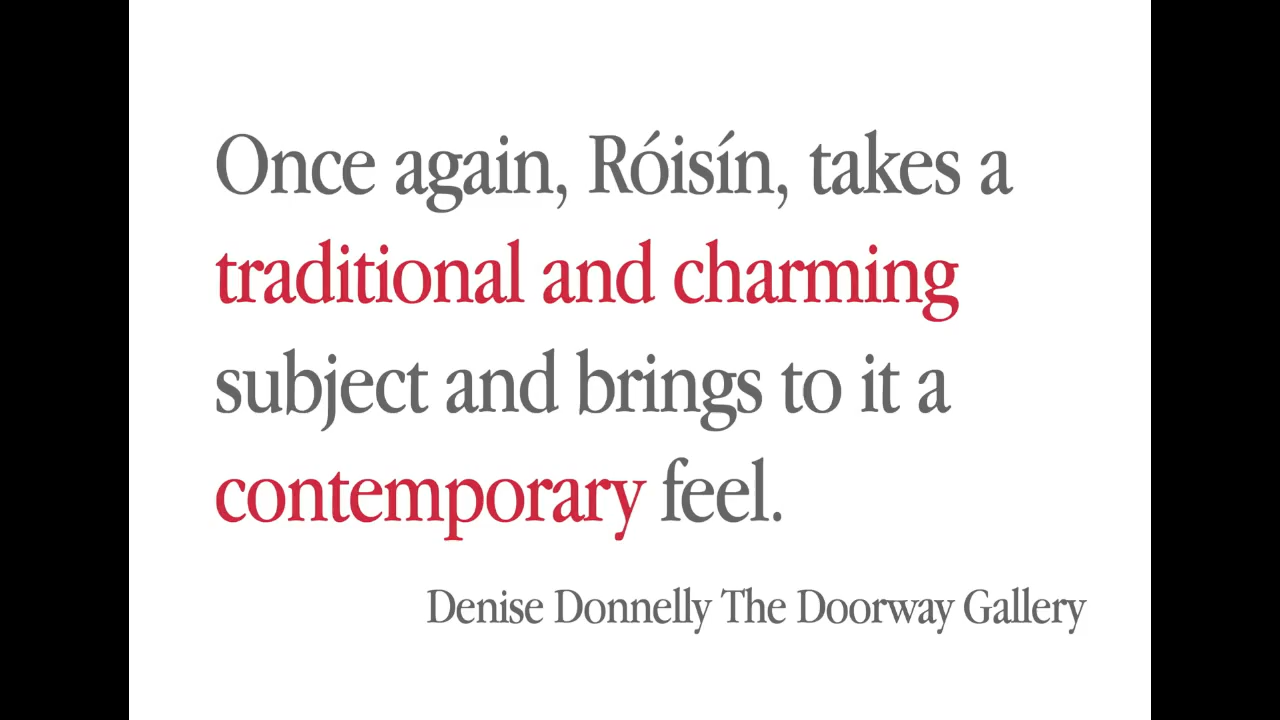 Once again, Róisín, takes a
traditional and charming
subject and brings to it a
contemporary feel.
Denise Donnelly The Doorway Gallery